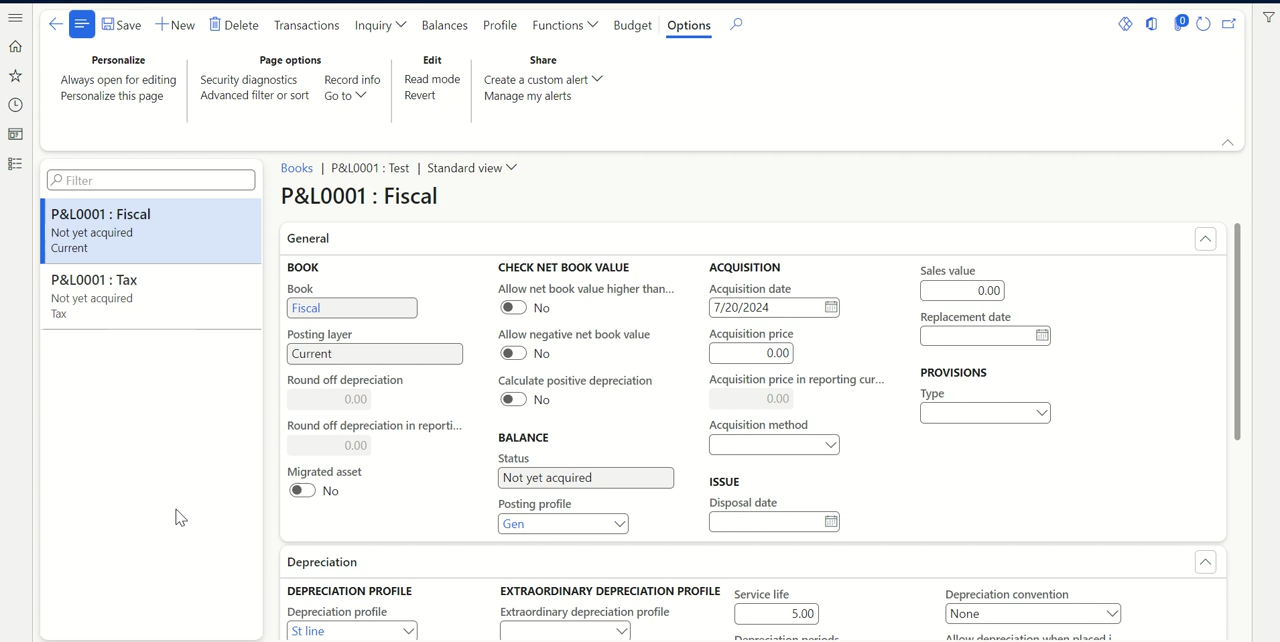 Save
New
Delete
Transactions
Inquiry
Balances
Profile
Functions
Budget
Options
0
Personalize
Always open for editing
Personalize this page
Page options
Security diagnostics
Record info
Advanced filter or sort
Go to
Edit
Read mode
Revert
Share
Create a custom alert
Manage my alerts
Filter
P&L0001 : Fiscal
Not yet acquired
Current
P&L0001 : Tax
Not yet acquired
Tax
Books | P&L0001 : Test | Standard view
P&L0001 : Fiscal
General
BOOK
Book
Fiscal
Posting layer
Current
Round off depreciation
0.00
Round off depreciation in reporti...
0.00
Migrated asset
No
CHECK NET BOOK VALUE
Allow net book value higher than...
No
Allow negative net book value
No
Calculate positive depreciation
No
BALANCE
Status
Not yet acquired
Posting profile
Gen
ACQUISITION
Acquisition date
7/20/2024
Acquisition price
0.00
Acquisition price in reporting cur...
0.00
Acquisition method
ISSUE
Disposal date
Sales value
0.00
Replacement date
PROVISIONS
Type
Depreciation
DEPRECIATION PROFILE
Depreciation profile
St line
EXTRAORDINARY DEPRECIATION PROFILE
Extraordinary depreciation profile
Service life
5.00
Depreciation periods
Depreciation convention
None
Allow depreciation when placed i